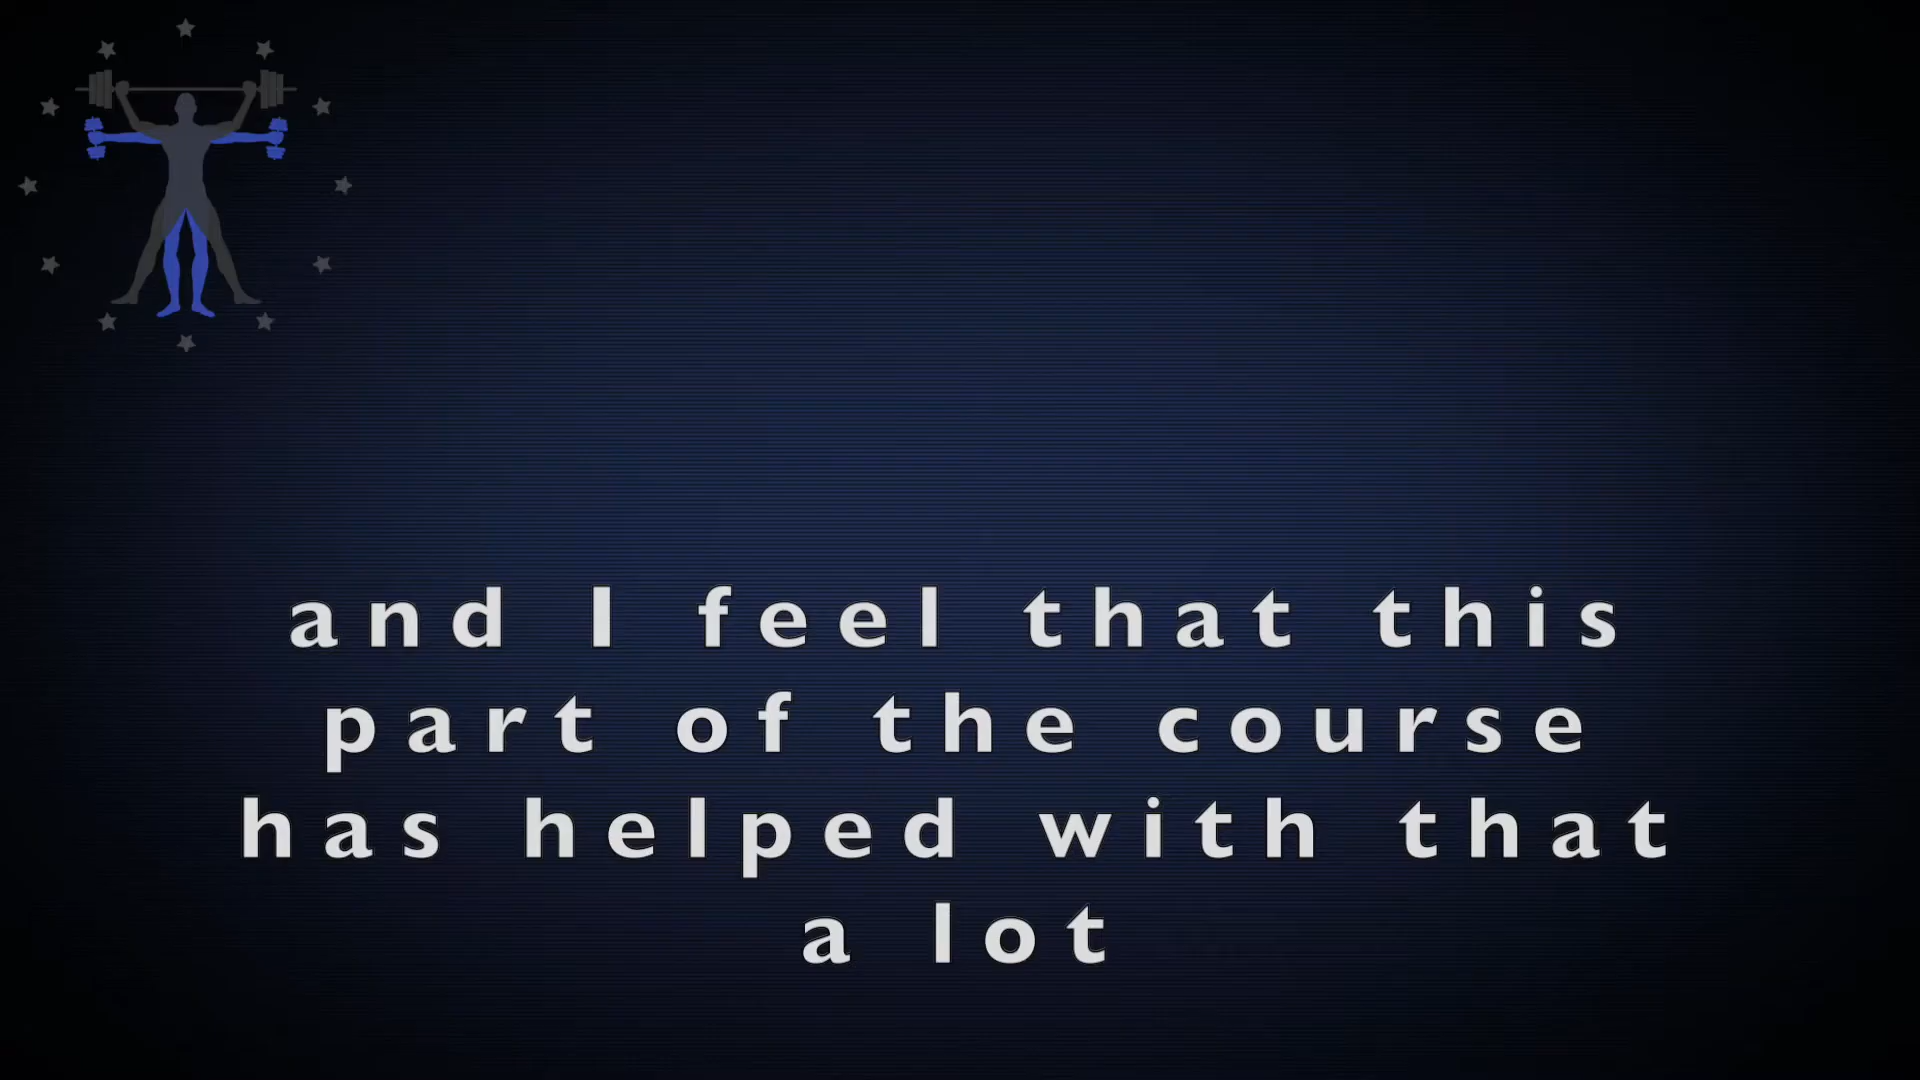 and I feel that this
part of the course
has helped with that
a lot